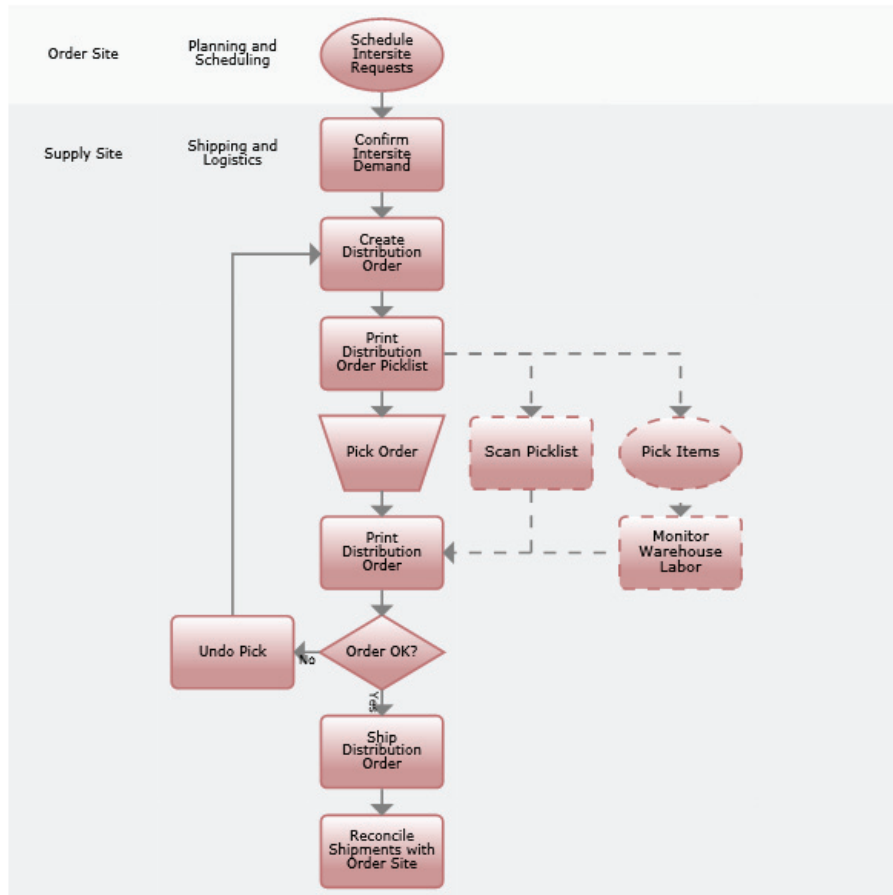 Order Site
Planning and
Scheduling
Schedule
Intersite
Requests
Supply Site
Shipping and
Logistics
Confirm
Intersite
Demand
Create
Distribution
Order
Print
Distribution
Order Picklist
Pick Order
Scan Picklist
Pick Items
Print
Distribution
Order
Monitor
Warehouse
Labor
Undo Pick
No
Order OK?
Yes
Ship
Distribution
Order
Reconcile
Shipments with
Order Site